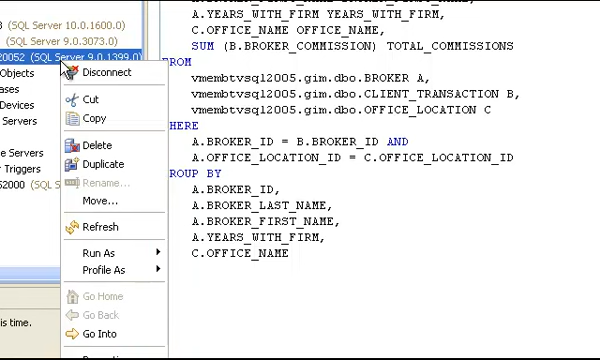 (SQL Server 10.0.1600.0)
(SQL Server 9.0.3073.0)
20052 (SQL Server 9.0.1399.0)
Objects
ases
Devices
Servers
e Servers
r Triggers
52000 (SQL S
is time.
Disconnect
Cut
Copy
Delete
Duplicate
Rename...
Move...
Refresh
Run As
Profile As
Go Home
Go Back
Go Into
A.YEARS_WITH_FIRM YEARS_WITH_FIRM,
C.OFFICE_NAME OFFICE_NAME,
SUM (B.BROKER_COMMISSION) TOTAL_COMMISSIONS
FROM
vmembtvsql2005.gim.dbo.BROKER A,
vmembtvsql2005.gim.dbo.CLIENT_TRANSACTION B,
vmembtvsql2005.gim.dbo.OFFICE_LOCATION C
HERE
A.BROKER_ID = B.BROKER_ID AND
A.OFFICE_LOCATION_ID = C.OFFICE_LOCATION_ID
ROUP BY
A.BROKER_ID,
A.BROKER_LAST_NAME,
A.BROKER_FIRST_NAME,
A.YEARS_WITH_FIRM,
C.OFFICE_NAME